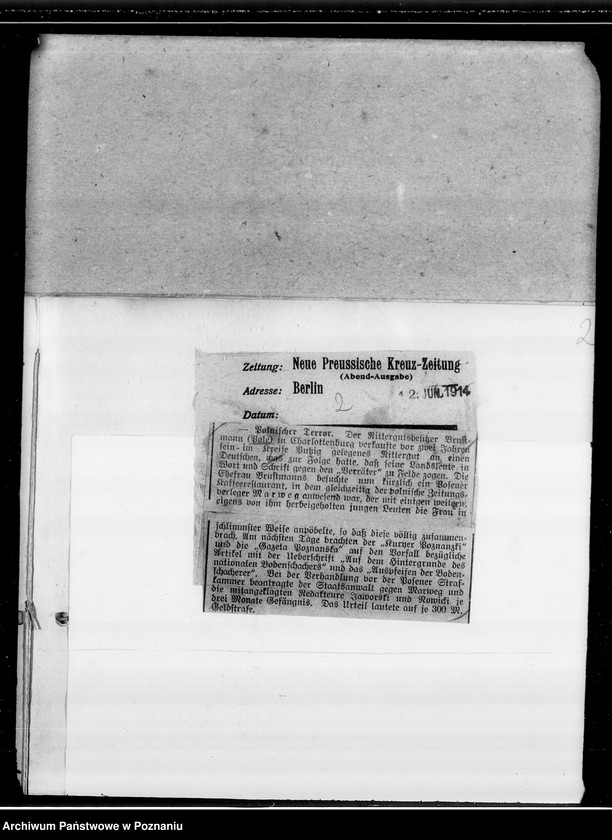 2
Zeitung: Neue Preussische Kreuz-Zeitung
(Abend-Ausgabe)
Adresse: Berlin
12. JUN. 1914
2
Datum:
— Polnischer Terror. Der Rittergutsbesitzer Brust-
mann (Pole) in Charlottenburg verkaufte vor zwei Jahren
sein im Kreise Putzig gelegenes Rittergut an einen
Deutschen, was zur Folge hatte, daß seine Landsleute in
Wort und Schrift gegen den „Verräter" zu Felde zogen. Die
Ehefrau Brustmanns besuchte nun kürzlich ein Posener
Kaffeerestaurant, in dem gleichzeitig der polnische Zeitungs-
verleger Marweg anwesend war, der mit einigen
eigens von ihm herbeigeholten jungen Leuten die Frau in
schlimmster Weise anpöbelte, so daß diese völlig zusammen-
brach. Am nächsten Tage brachten der „Kuryer Poznanzki"
und die „Gazeta Poznanska" auf den Vorfall bezügliche
Artikel mit der Ueberschrift „Auf dem Hintergrunde des
nationalen Bodenschachers" und das „Auspfeifen der Boden-
schacherer". Bei der Verhandlung vor der Posener Straf-
kammer beantragte der Staatsanwalt gegen Marweg und
die mitangeklagten Redakteure Jaworski und Nowicki je
drei Monate Gefängnis. Das Urteil lautete auf je 300 M.
Geldstrafe.
Archiwum Państwowe w Poznaniu